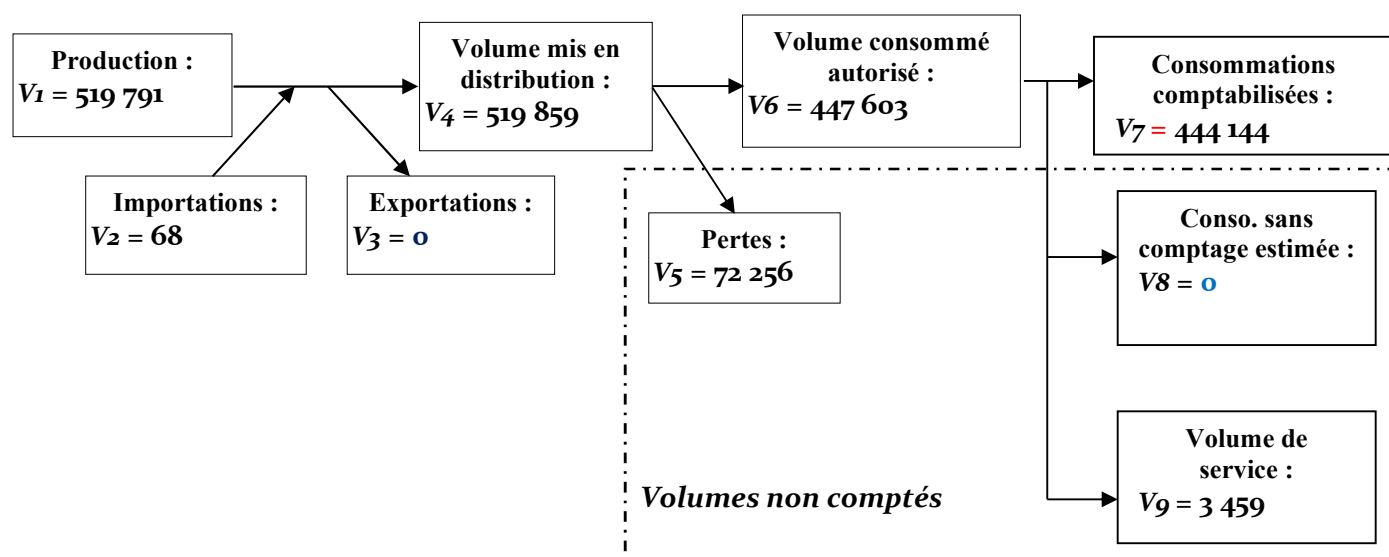 Production :
V1 = 519 791
Importations :
V2 = 68
Exportations :
V3 = 0
Volume mis en
distribution :
V4 = 519 859
Pertes :
V5 = 72 256
Volume consommé
autorisé :
V6 = 447 603
Consommations
comptabilisées :
V7 = 444 144
Conso. sans
comptage estimée :
V8 = 0
Volume de
service :
V9 = 3 459
Volumes non comptés